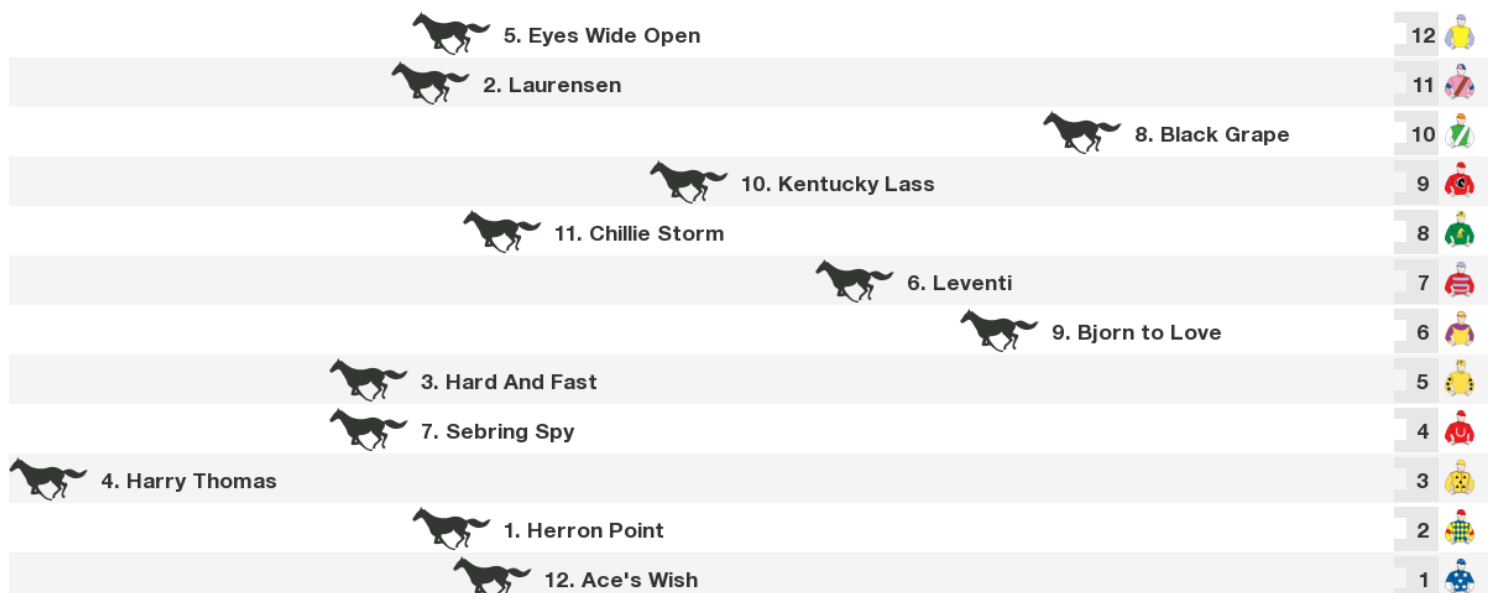 5. Eyes Wide Open 12
2. Laurensen 11
8. Black Grape 10
10. Kentucky Lass 9
11. Chillie Storm 8
6. Leventi 7
9. Bjorn to Love 6
3. Hard And Fast 5
7. Sebring Spy 4
4. Harry Thomas 3
1. Herron Point 2
12. Ace's Wish 1